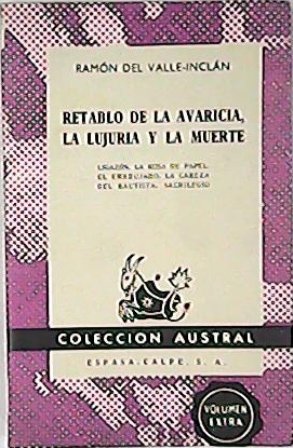 RAMÓN DEL VALLE-INCLÁN
RETABLO DE LA AVARICIA,
LA LUJURIA Y LA MUERTE
LIGAZÓN. LA ROSA DE PAPEL.
EL EMBRUJADO. LA CABEZA
DEL BAUTISTA. SACRILEGIO
COLECCION AUSTRAL
ESPASA-CALPE, S. A.
VOLUMEN
EXTRA